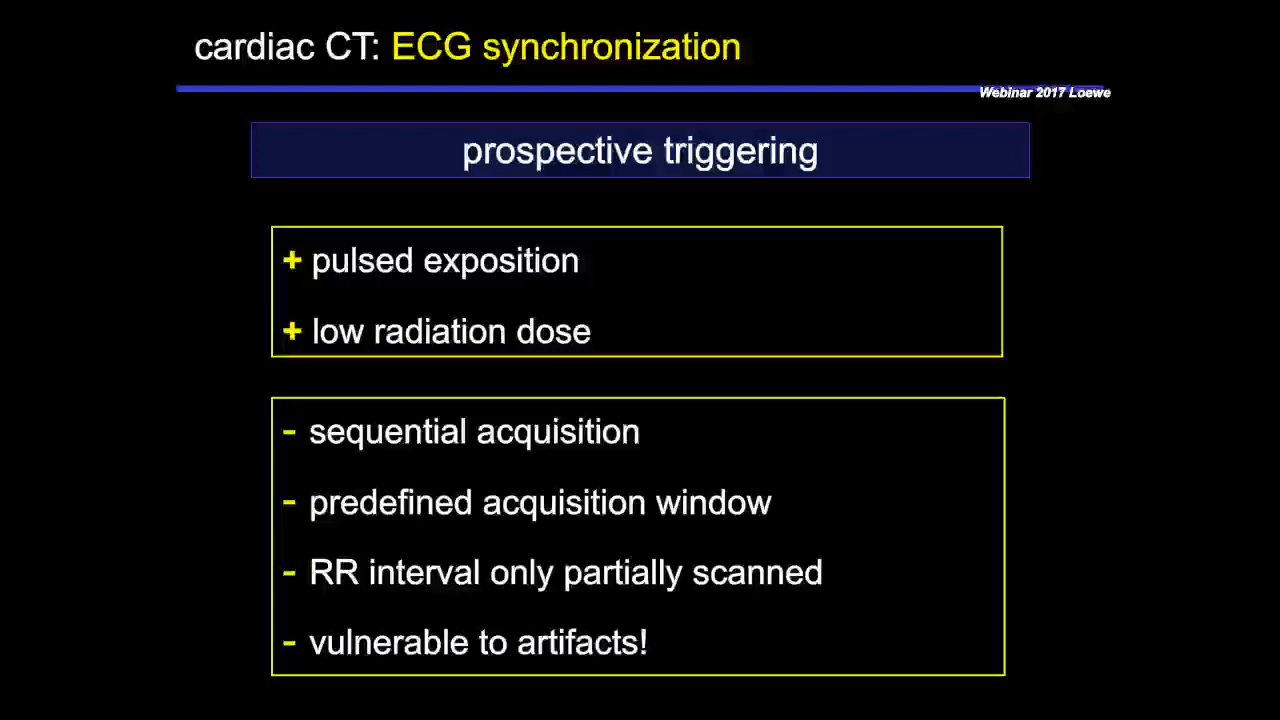 cardiac CT: ECG synchronization
Webinar 2017 Loewe
prospective triggering
+ pulsed exposition
+ low radiation dose
- sequential acquisition
- predefined acquisition window
- RR interval only partially scanned
- vulnerable to artifacts!